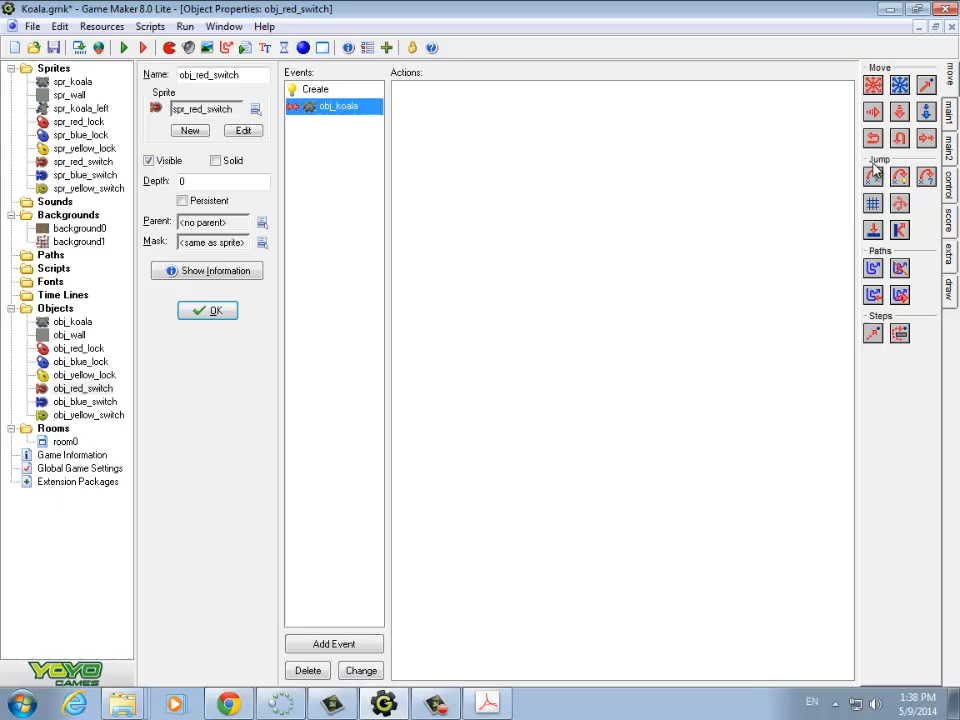 Koala.gmk* - Game Maker 8.0 Lite - [Object Properties: obj_red_switch]
File Edit Resources Scripts Run Window Help
Sprites
spr_koala
spr_wall
spr_koala_left
spr_red_lock
spr_blue_lock
spr_yellow_lock
spr_red_switch
spr_blue_switch
spr_yellow_switch
Sounds
Backgrounds
background0
background1
Paths
Scripts
Fonts
Time Lines
Objects
obj_koala
obj_wall
obj_red_lock
obj_blue_lock
obj_yellow_lock
obj_red_switch
obj_blue_switch
obj_yellow_switch
Rooms
room0
Game Information
Global Game Settings
Extension Packages
YOYO
GAMES
Name: obj_red_switch
Sprite
spr_red_switch
New Edit
Visible Solid
Depth: 0
Persistent
Parent: <no parent>
Mask: <same as sprite>
Show Information
OK
Events:
Create
obj_koala
Add Event
Delete Change
Actions:
Move
Jump
Paths
Steps
move
main1
main2
control
score
extra
draw
EN
1:38 PM
5/9/2014